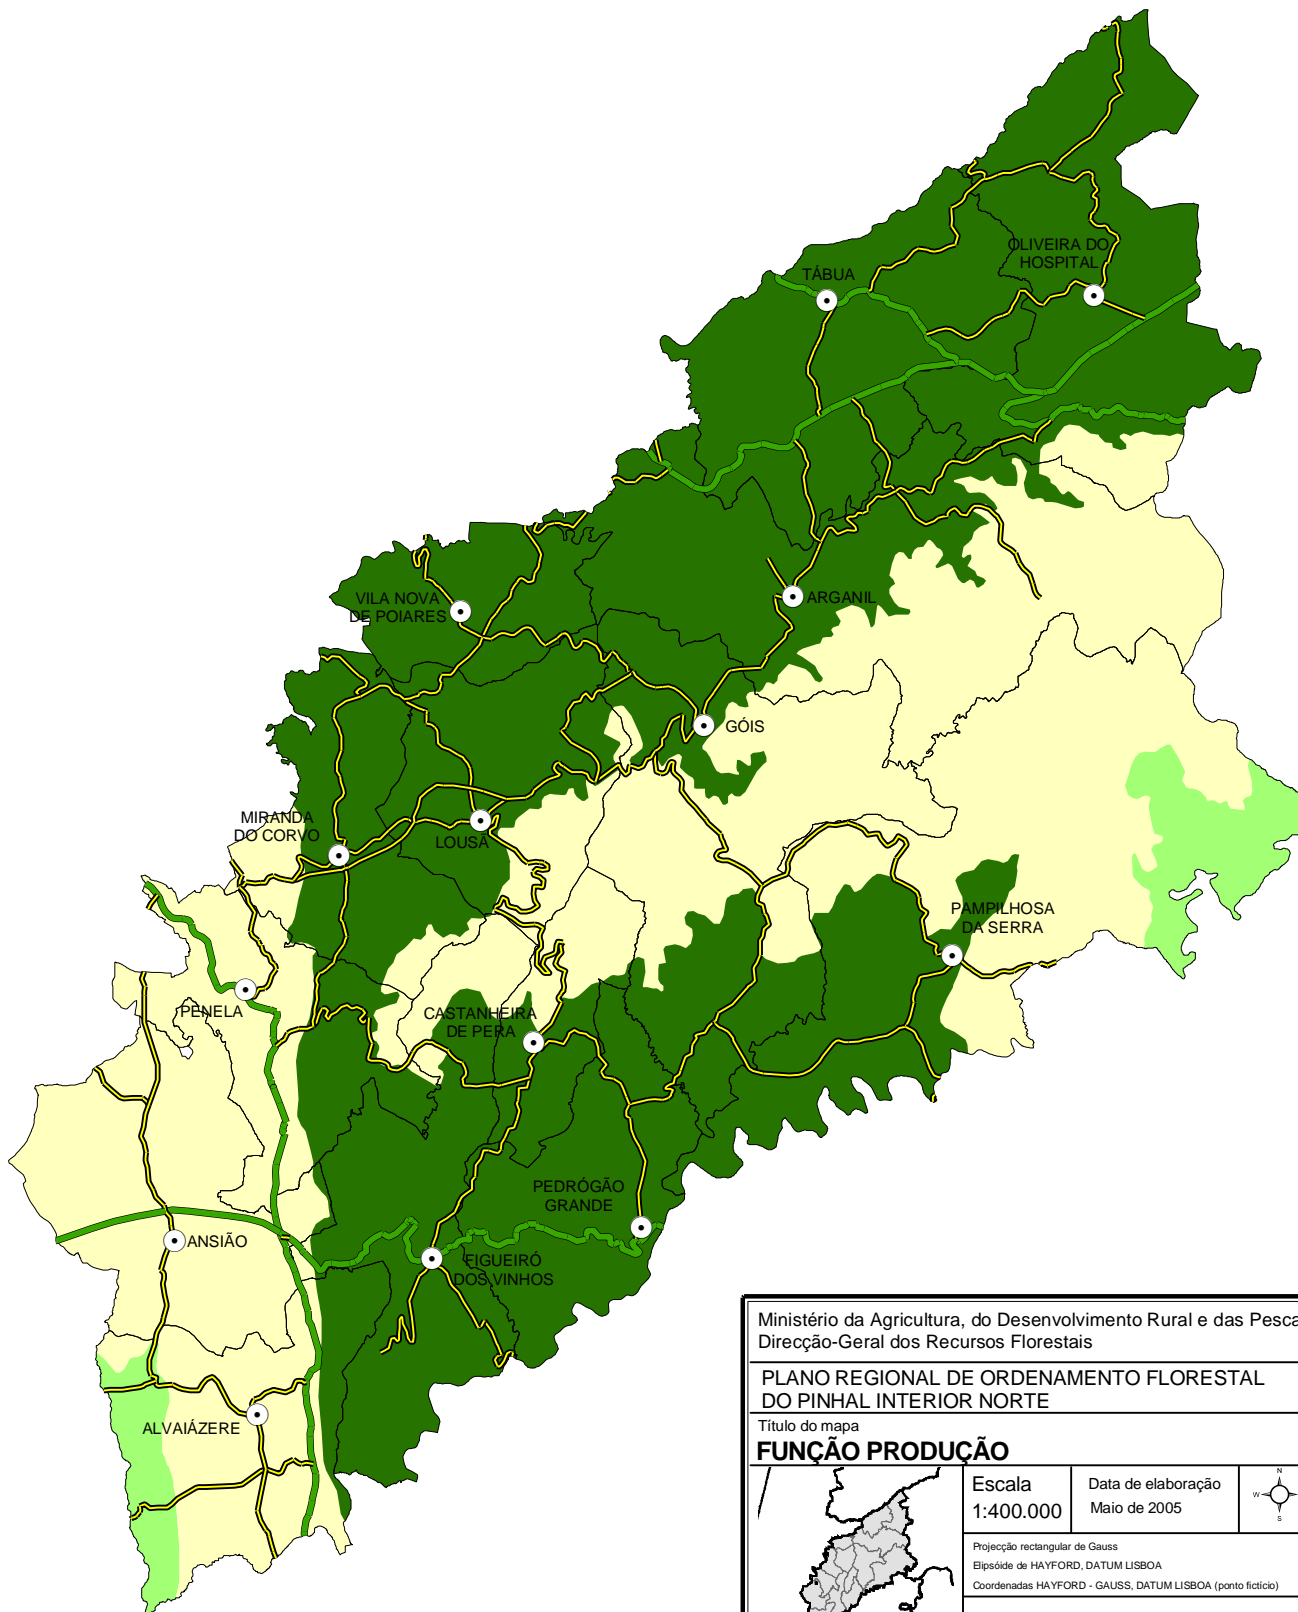 OLIVEIRA DO
HOSPITAL
TÁBUA
ARGANIL
VILA NOVA
DE POIARES
GÓIS
MIRANDA
DO CORVO
LOUSÃ
PAMPILHOSA
DA SERRA
PENELA
CASTANHEIRA
DE PERA
PEDRÓGÃO
GRANDE
ANSIÃO
FIGUEIRÓ
DOS VINHOS
ALVAIÁZERE
Ministério da Agricultura, do Desenvolvimento Rural e das Pesca
Direcção-Geral dos Recursos Florestais
PLANO REGIONAL DE ORDENAMENTO FLORESTAL
DO PINHAL INTERIOR NORTE
Título do mapa
FUNÇÃO PRODUÇÃO
Escala
1:400.000
Data de elaboração
Maio de 2005
N
W
S
Projecção rectangular de Gauss
Elipsóide de HAYFORD, DATUM LISBOA
Coordenadas HAYFORD - GAUSS, DATUM LISBOA (ponto fictício)